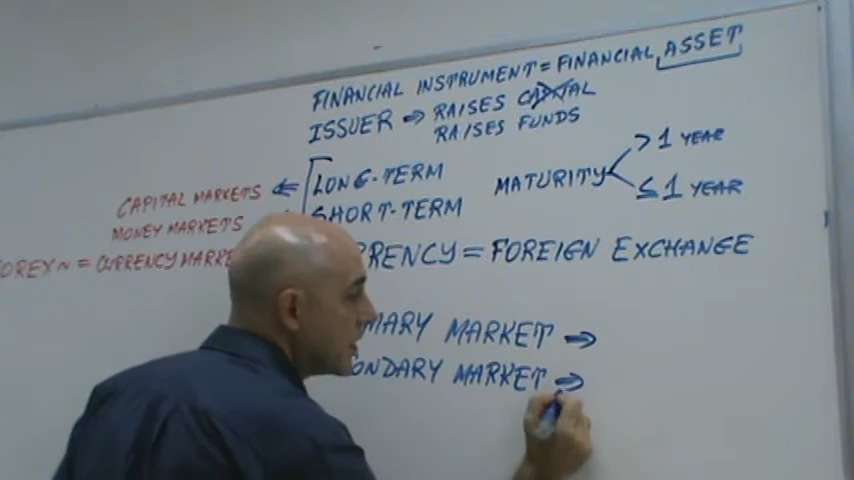 FINANCIAL INSTRUMENT = FINANCIAL ASSET
ISSUER ⇒ RAISES CAPITAL
RAISES FUNDS
CAPITAL MARKETS ⇐ LONG-TERM
MATURITY > 1 YEAR
≤ 1 YEAR
MONEY MARKETS SHORT-TERM
= CURRENCY MARKE RRENCY = FOREIGN EXCHANGE
MARY MARKET ⇒
ONDARY MARKET ⇒